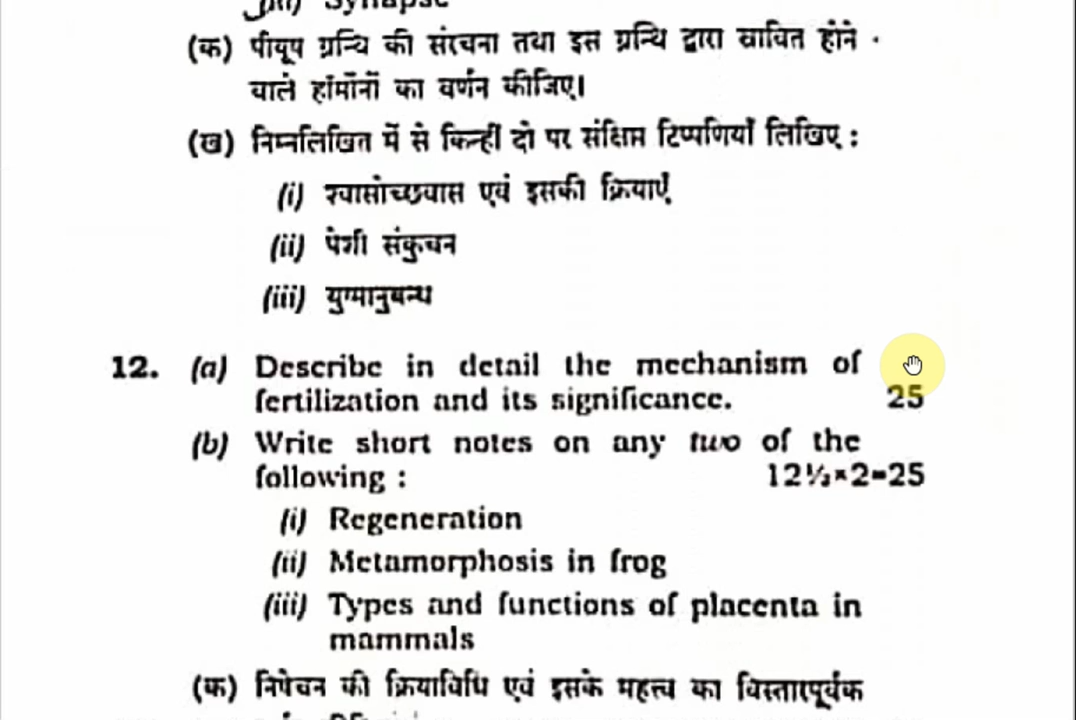 Synapse
(क) पीयूष ग्रन्थि की संरचना तथा इस ग्रन्थि द्वारा स्रावित होने
वाले हॉर्मोनों का वर्णन कीजिए।
(ख) निम्नलिखित में से किन्हीं दो पर संक्षिप्त टिप्पणियाँ लिखिए :
(i) श्वासोच्छवास एवं इसकी क्रियाएँ
(ii) पेशी संकुचन
(iii) युग्मानुबन्ध
12. (a) Describe in detail the mechanism of
fertilization and its significance. 25
(b) Write short notes on any two of the
following : 12½×2=25
(i) Regeneration
(ii) Metamorphosis in frog
(iii) Types and functions of placenta in
mammals
(क) निषेचन की क्रियाविधि एवं इसके महत्त्व का विस्तारपूर्वक